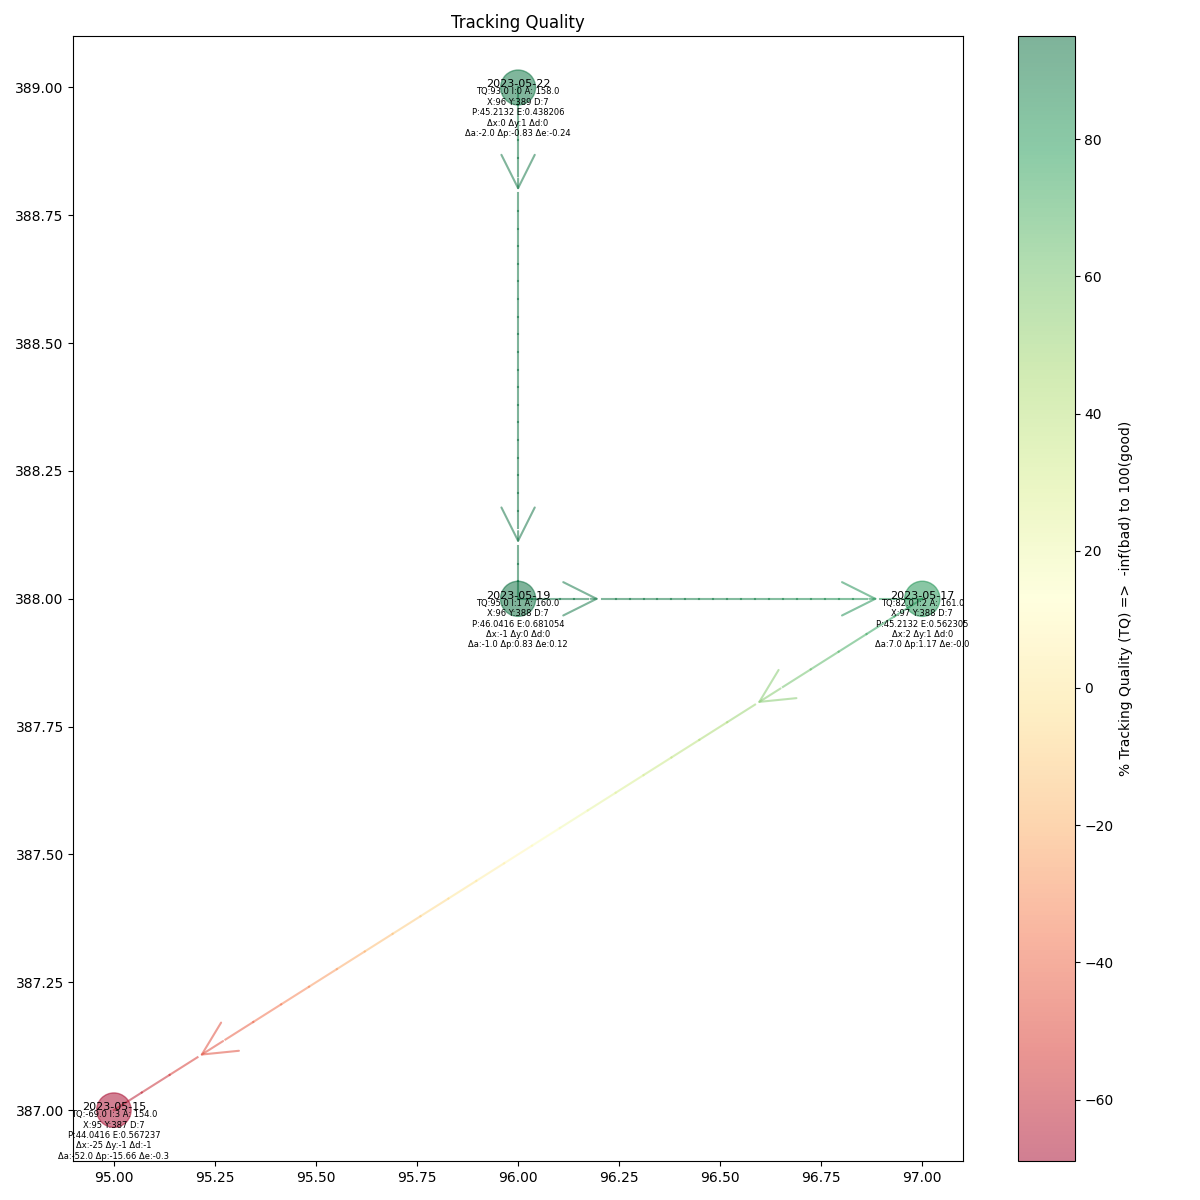 Tracking Quality
389.00
388.75
388.50
388.25
388.00
387.75
387.50
387.25
387.00
2023-05-22
TQ:93.0 I:0 A: 158.0
X:96 Y:389 D:7
P:45.2132 E:0.438206
Δx:0 Δy:1 Δd:0
Δa:-2.0 Δp:-0.83 Δe:-0.24
2023-05-19
TQ:95.0 I:1 A: 160.0
X:96 Y:388 D:7
P:46.0416 E:0.681054
Δx:-1 Δy:0 Δd:0
Δa:-1.0 Δp:0.83 Δe:0.12
2023-05-17
TQ:82.0 I:2 A: 161.0
X:97 Y:388 D:7
P:45.2132 E:0.562305
Δx:2 Δy:1 Δd:0
Δa:7.0 Δp:1.17 Δe:-0.0
2023-05-15
TQ:-69.0 I:3 A: 154.0
X:95 Y:387 D:7
P:44.0416 E:0.567237
Δx:-25 Δy:-1 Δd:-1
Δa:-52.0 Δp:-15.66 Δe:-0.3
95.00 95.25 95.50 95.75 96.00 96.25 96.50 96.75 97.00
80
60
40
20
0
−20
−40
−60
% Tracking Quality (TQ) => -inf(bad) to 100(good)